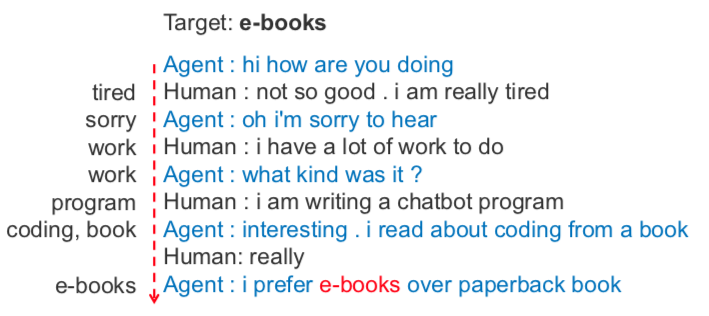 Target: e-books
Agent : hi how are you doing
tired Human : not so good . i am really tired
sorry Agent : oh i'm sorry to hear
work Human : i have a lot of work to do
work Agent : what kind was it ?
program Human : i am writing a chatbot program
coding, book Agent : interesting . i read about coding from a book
Human: really
e-books Agent : i prefer e-books over paperback book